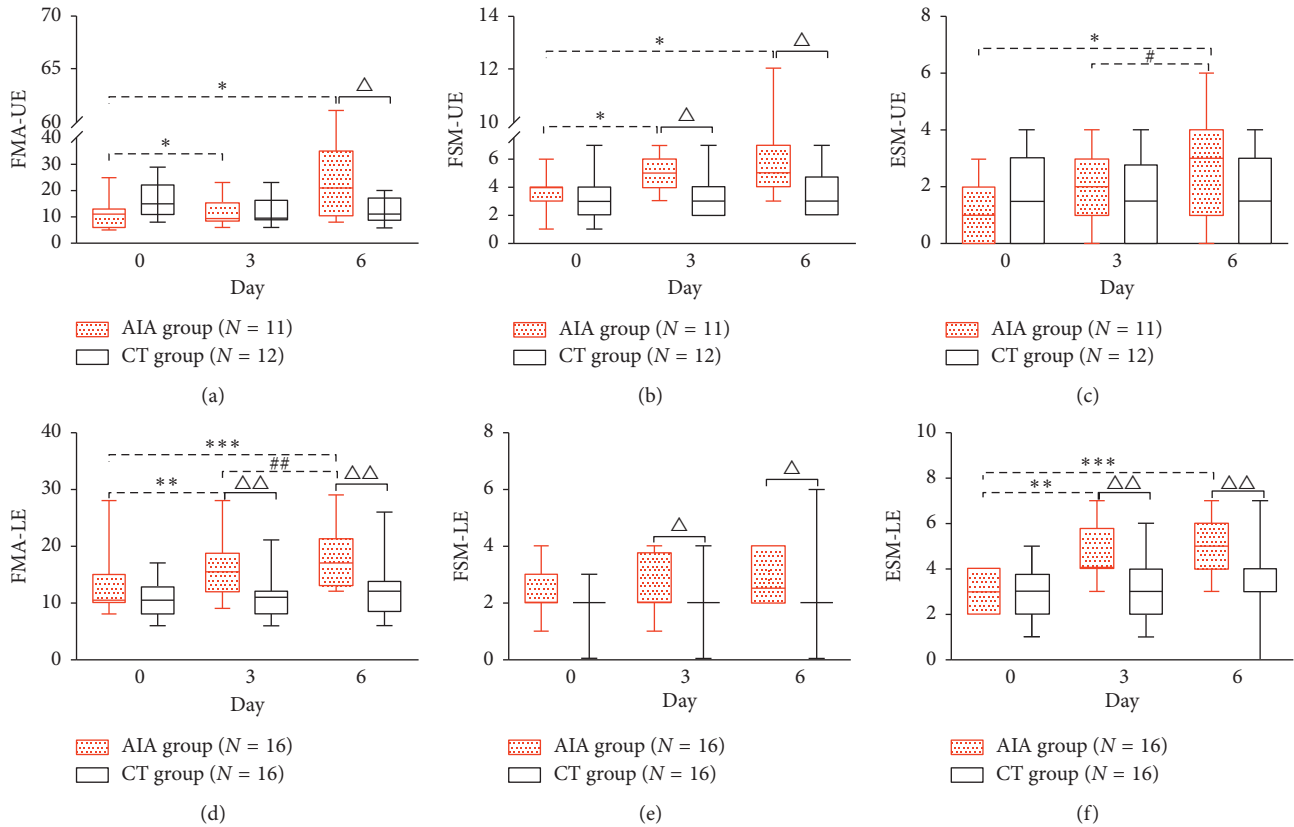 FMA-UE
70
65
60
40
30
20
10
0
*
*
△
0 3 6
Day
AIA group (N = 11)
CT group (N = 12)
(a)
FSM-UE
14
12
10
6
4
2
0
*
*
△
△
0 3 6
Day
AIA group (N = 11)
CT group (N = 12)
(b)
ESM-UE
8
6
4
2
0
*
#
0 3 6
Day
AIA group (N = 11)
CT group (N = 12)
(c)
FMA-LE
40
30
20
10
0
***
##
**
△△
△△
0 3 6
Day
AIA group (N = 16)
CT group (N = 16)
(d)
FSM-LE
8
6
4
2
0
△
△
0 3 6
Day
AIA group (N = 16)
CT group (N = 16)
(e)
ESM-LE
10
8
6
4
2
0
***
**
△△
△△
0 3 6
Day
AIA group (N = 16)
CT group (N = 16)
(f)